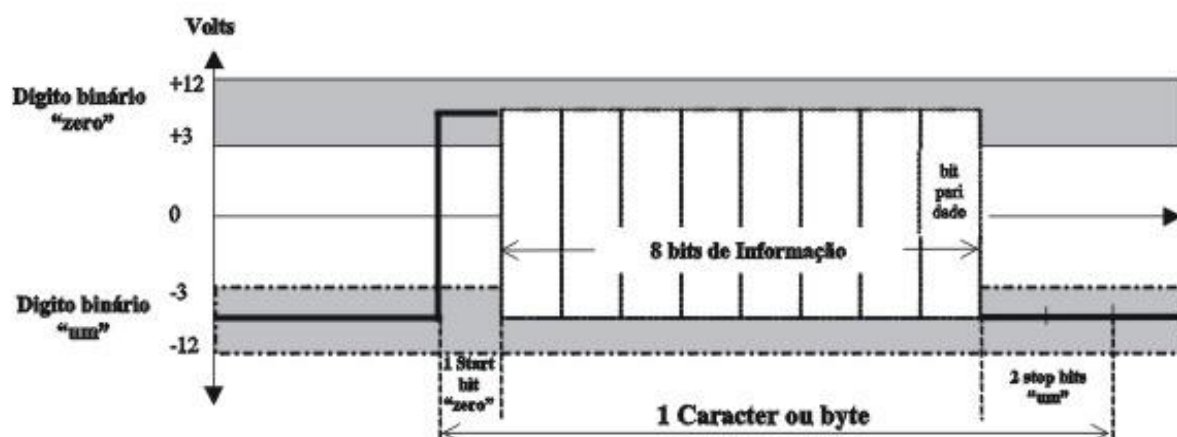 Volts
+12
Digito binário
“zero”
+3
bit
pari
dado
0
8 bits de Informação
-3
Digito binário
“um”
-12
1 Start
bit
“zero”
2 stop bits
“um”
1 Caracter ou byte